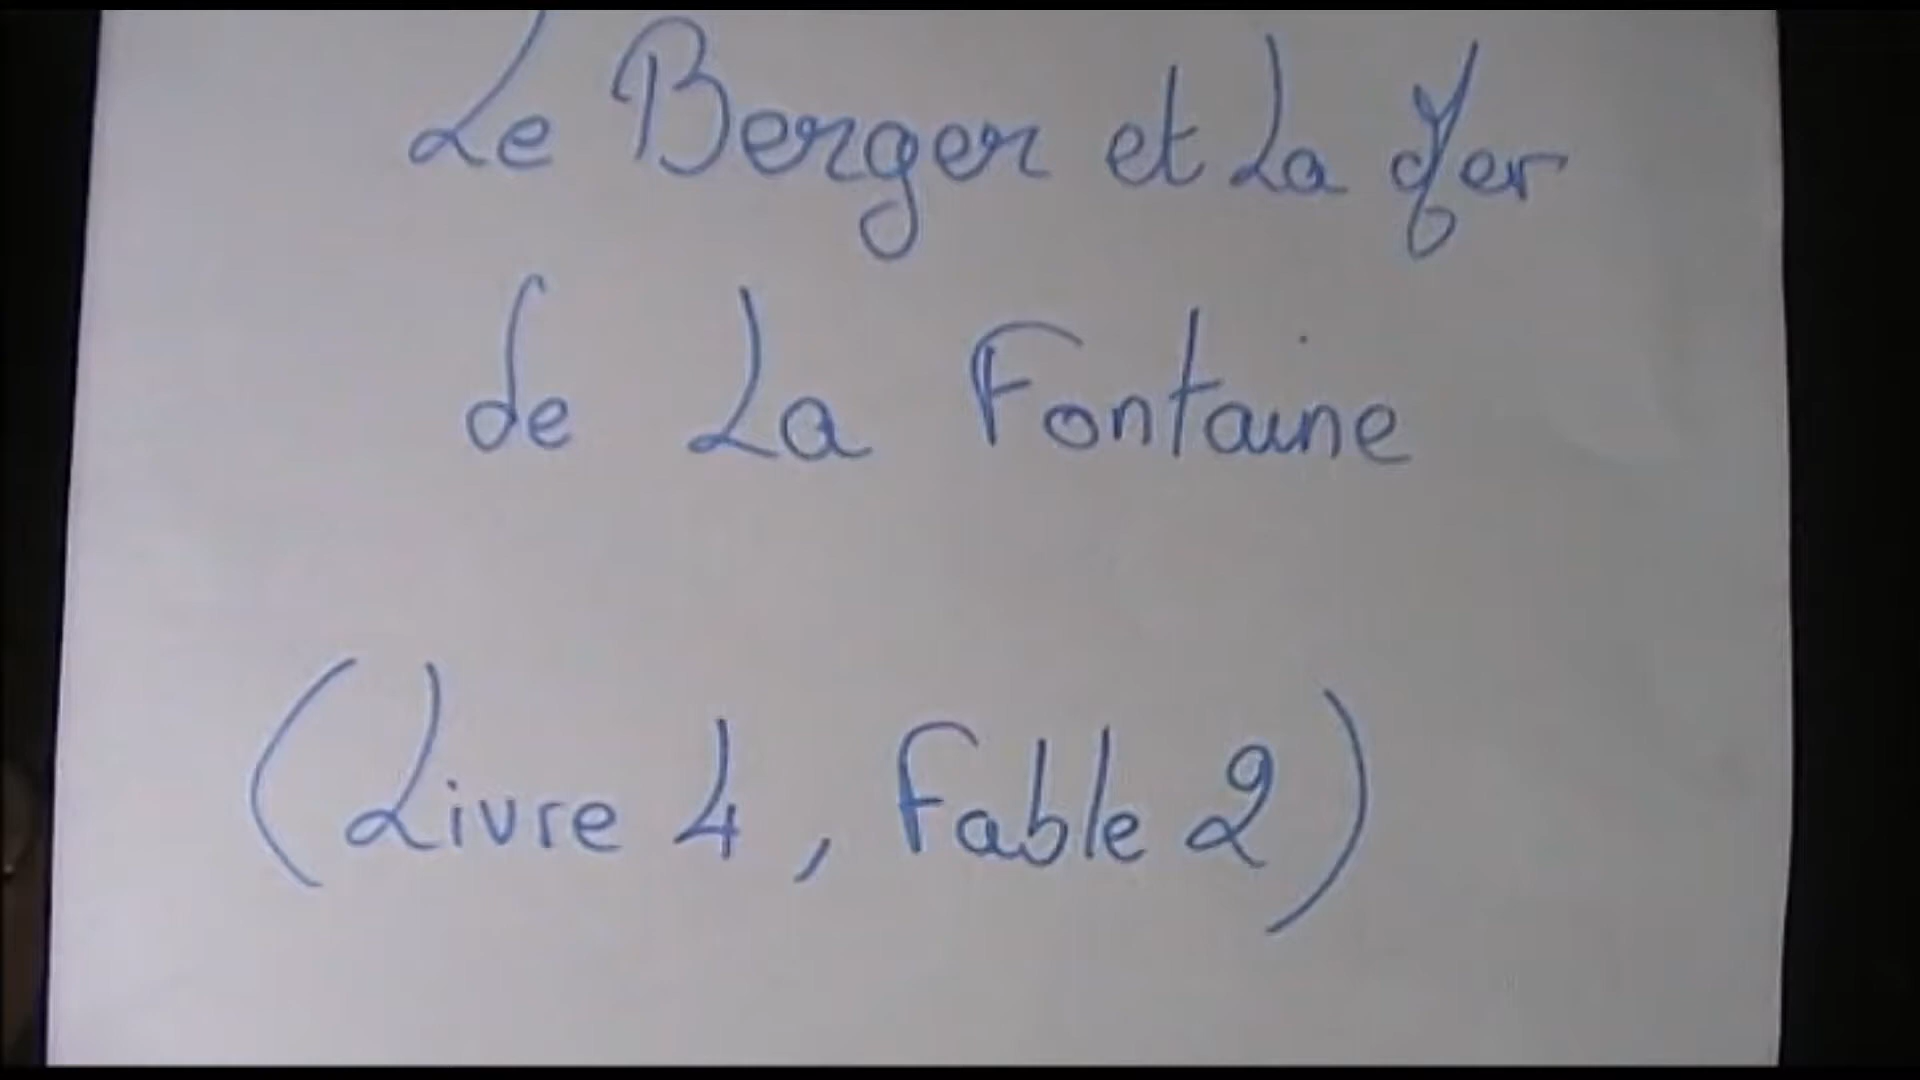 Le Berger et La Mer
de La Fontaine
(Livre 4, Fable 2)